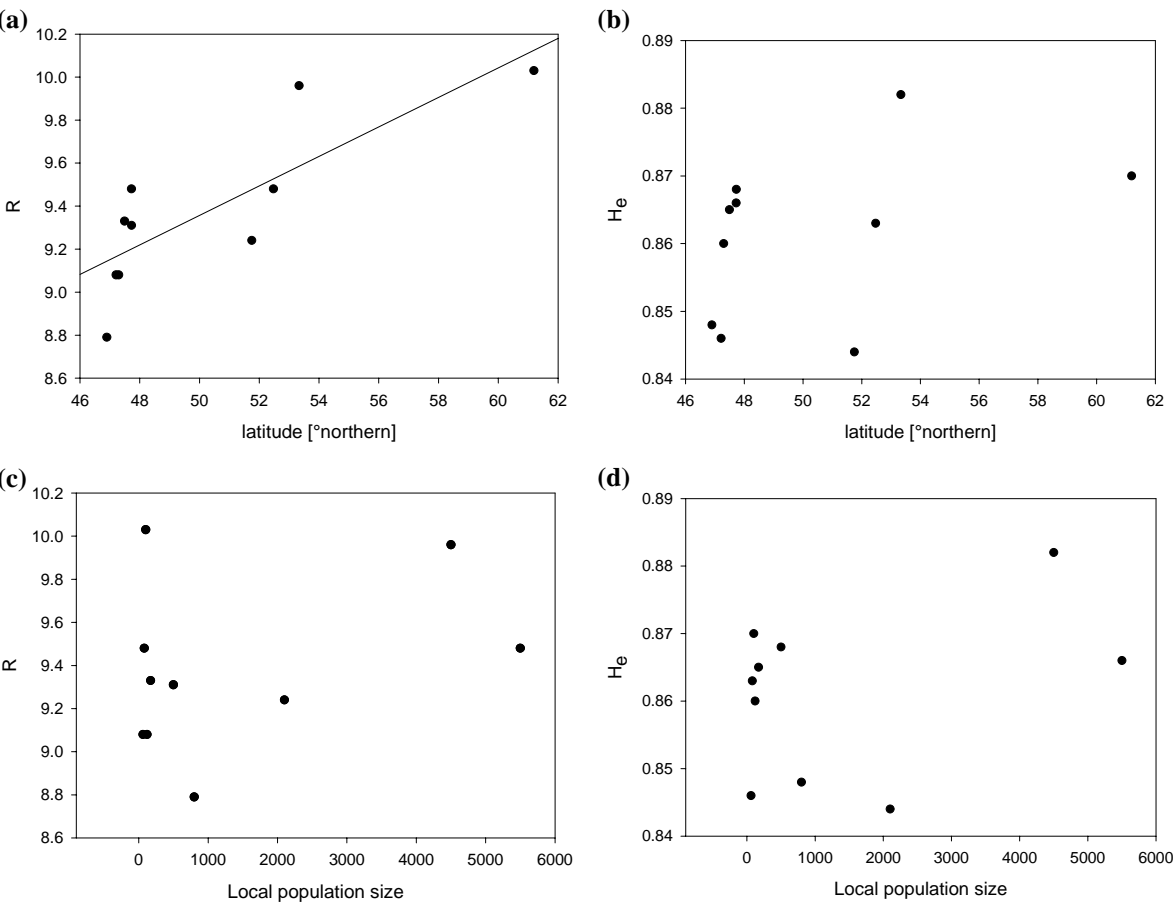 (a)
10.2
10.0
9.8
9.6
9.4
9.2
9.0
8.8
8.6
R
46 48 50 52 54 56 58 60 62
latitude [°northern]
(b)
0.89
0.88
0.87
0.86
0.85
0.84
He
46 48 50 52 54 56 58 60 62
latitude [°northern]
(c)
10.2
10.0
9.8
9.6
9.4
9.2
9.0
8.8
8.6
R
0 1000 2000 3000 4000 5000 6000
Local population size
(d)
0.89
0.88
0.87
0.86
0.85
0.84
He
0 1000 2000 3000 4000 5000 6000
Local population size